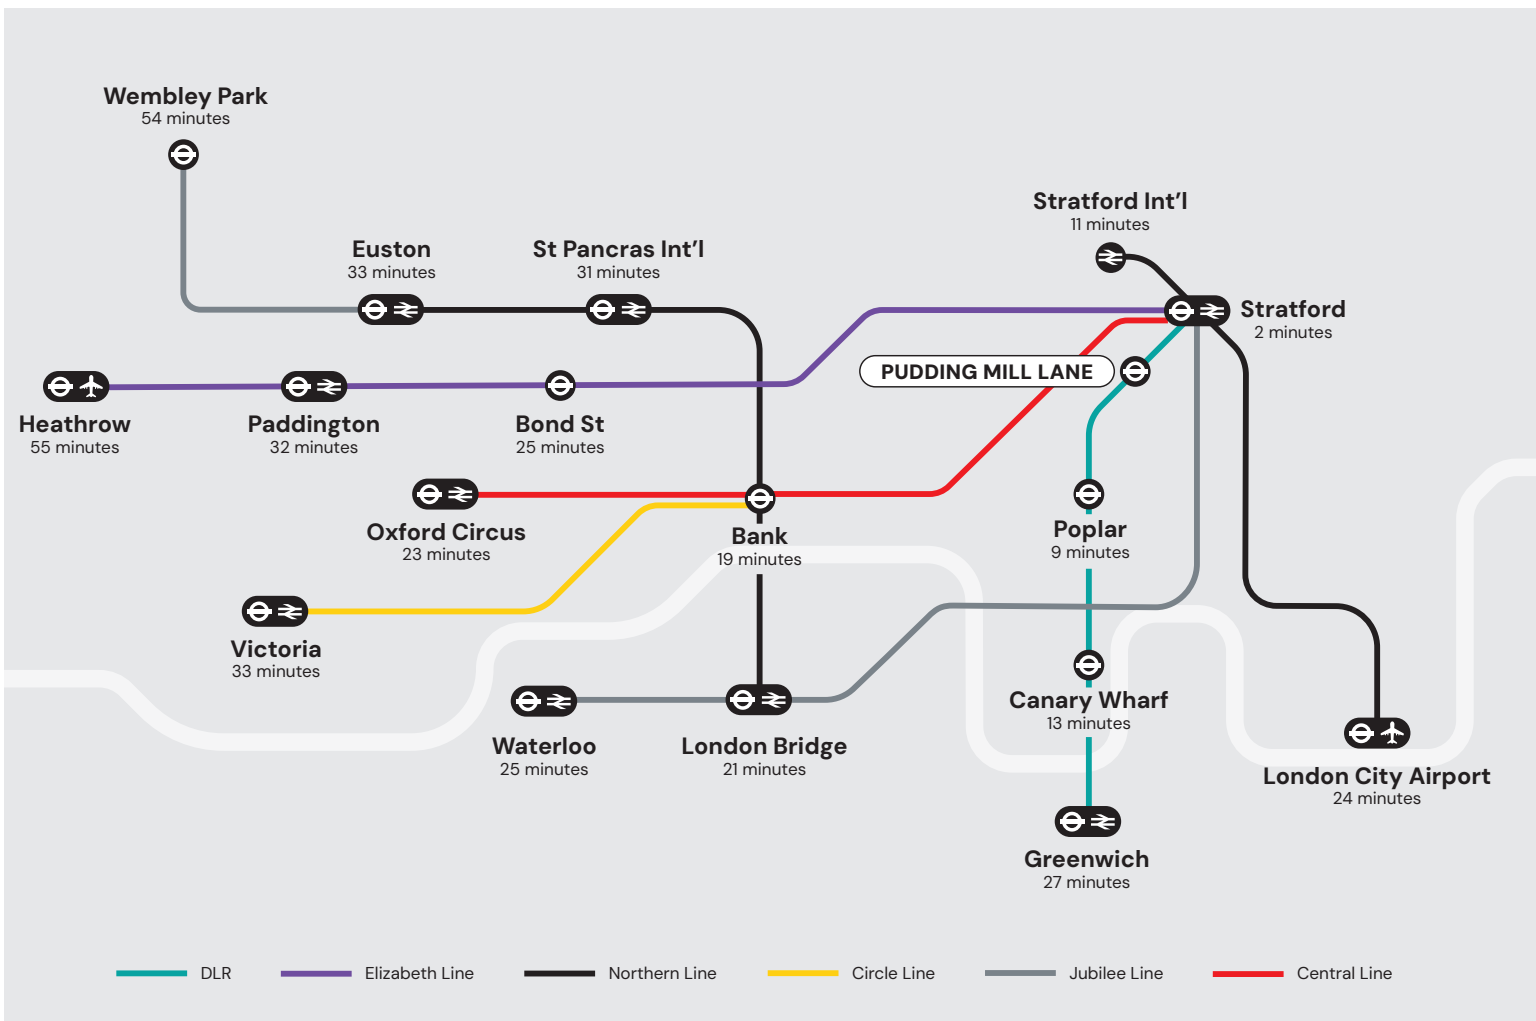 Wembley Park
54 minutes
Stratford Int’l
11 minutes
Euston
33 minutes
St Pancras Int’l
31 minutes
Stratford
2 minutes
PUDDING MILL LANE
Heathrow
55 minutes
Paddington
32 minutes
Bond St
25 minutes
Oxford Circus
23 minutes
Bank
19 minutes
Poplar
9 minutes
Victoria
33 minutes
Canary Wharf
13 minutes
Waterloo
25 minutes
London Bridge
21 minutes
London City Airport
24 minutes
Greenwich
27 minutes
DLR
Elizabeth Line
Northern Line
Circle Line
Jubilee Line
Central Line